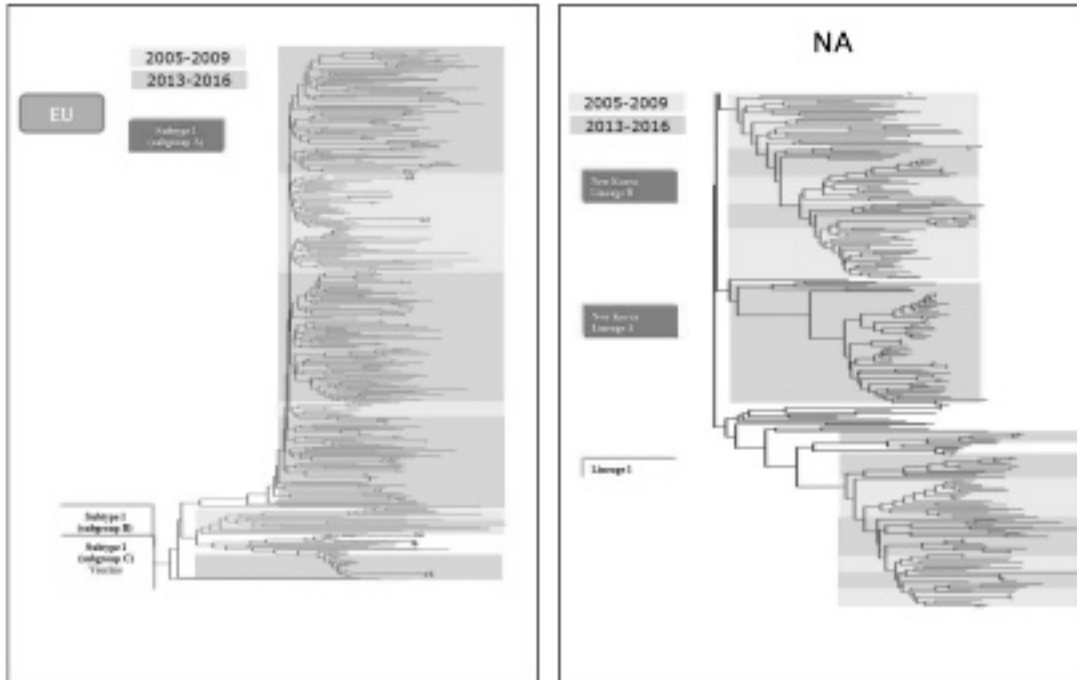 2005-2009
2013-2016
EU
Subtype I
(subgroup A)
Subtype I
(subgroup B)
Subtype I
(subgroup C)
Vaccine
NA
2005-2009
2013-2016
New Korea
Lineage B
New Korea
Lineage A
Lineage I